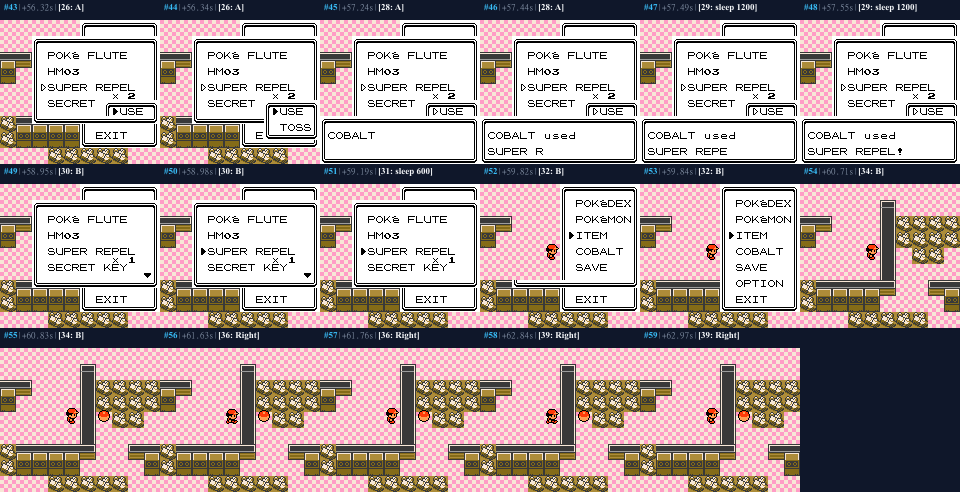 #43|+56.32s| [26: A]
POKé FLUTE
HM03
▷SUPER REPEL
× 2
SECRET
▶USE
EXIT
#44|+56.34s| [26: A]
POKé FLUTE
HM03
▷SUPER REPEL
× 2
SECRET
▶USE
TOSS
E
#45|+57.24s| [28: A]
POKé FLUTE
HM03
▷SUPER REPEL
× 2
SECRET
▷USE
COBALT
#46|+57.44s| [28: A]
POKé FLUTE
HM03
▷SUPER REPEL
× 2
SECRET
▷USE
COBALT used
SUPER R
#47|+57.49s| [29: sleep 1200]
POKé FLUTE
HM03
▷SUPER REPEL
× 2
SECRET
▷USE
COBALT used
SUPER REPE
#48|+57.55s| [29: sleep 1200]
POKé FLUTE
HM03
▷SUPER REPEL
× 2
SECRET
▷USE
COBALT used
SUPER REPEL!
#49|+58.95s| [30: B]
POKé FLUTE
HM03
SUPER REPEL
× 1
SECRET KEY
▼
EXIT
#50|+58.98s| [30: B]
POKé FLUTE
HM03
▶SUPER REPEL
× 1
SECRET KEY
▼
EXIT
#51|+59.19s| [31: sleep 600]
POKé FLUTE
HM03
▶SUPER REPEL
× 1
SECRET KEY
EXIT
#52|+59.82s| [32: B]
POKéDEX
POKéMON
▶ITEM
COBALT
SAVE
EXIT
#53|+59.84s| [32: B]
POKéDEX
POKéMON
▶ITEM
COBALT
SAVE
OPTION
EXIT
#54|+60.71s| [34: B]
#55|+60.83s| [34: B]
#56|+61.63s| [36: Right]
#57|+61.76s| [36: Right]
#58|+62.84s| [39: Right]
#59|+62.97s| [39: Right]